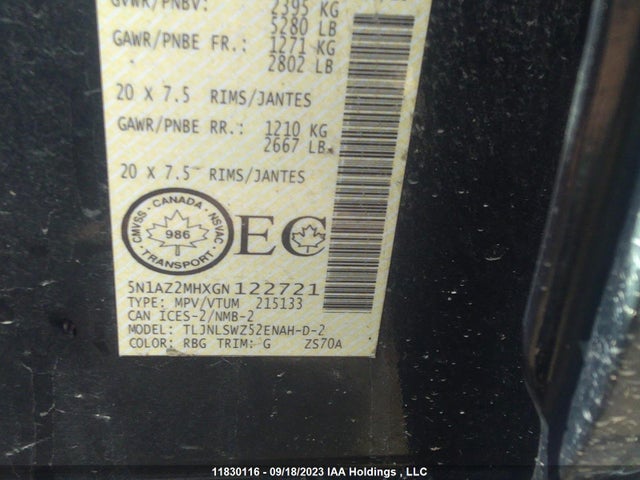 GVWR/PNBV: 2395 KG
5280 LB
GAWR/PNBE FR.: 1271 KG
2802 LB
20 X 7.5 RIMS/JANTES
GAWR/PNBE RR.: 1210 KG
2667 LB
20 X 7.5 RIMS/JANTES
CANADA
CMVSS NSVAC
986
TRANSPORT
EC
5N1AZ2MHXGN122721
TYPE: MPV/VTUM 215133
CAN ICES-2/NMB-2
MODEL: TLJNLSWZ52ENAH-D-2
COLOR: RBG TRIM: G ZS70A
11830116 - 09/18/2023 IAA Holdings , LLC